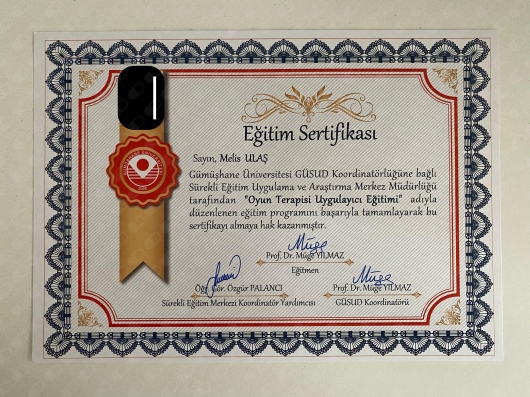 Eğitim Sertifikası
Sayın, Melis ULAŞ
Gümüşhane Üniversitesi GÜSUD Koordinatörlüğüne bağlı
Sürekli Eğitim Uygulama ve Araştırma Merkez Müdürlüğü
tarafından "Oyun Terapisi Uygulayıcı Eğitimi" adıyla
düzenlenen eğitim programını başarıyla tamamlayarak bu
sertifikayı almaya hak kazanmıştır.
Müge
Prof. Dr. Müge YILMAZ
Eğitmen
Öğr. Gör. Özgür PALANCI
Sürekli Eğitim Merkezi Koordinatör Yardımcısı
Müge
Prof. Dr. Müge YILMAZ
GÜSUD Koordinatörü